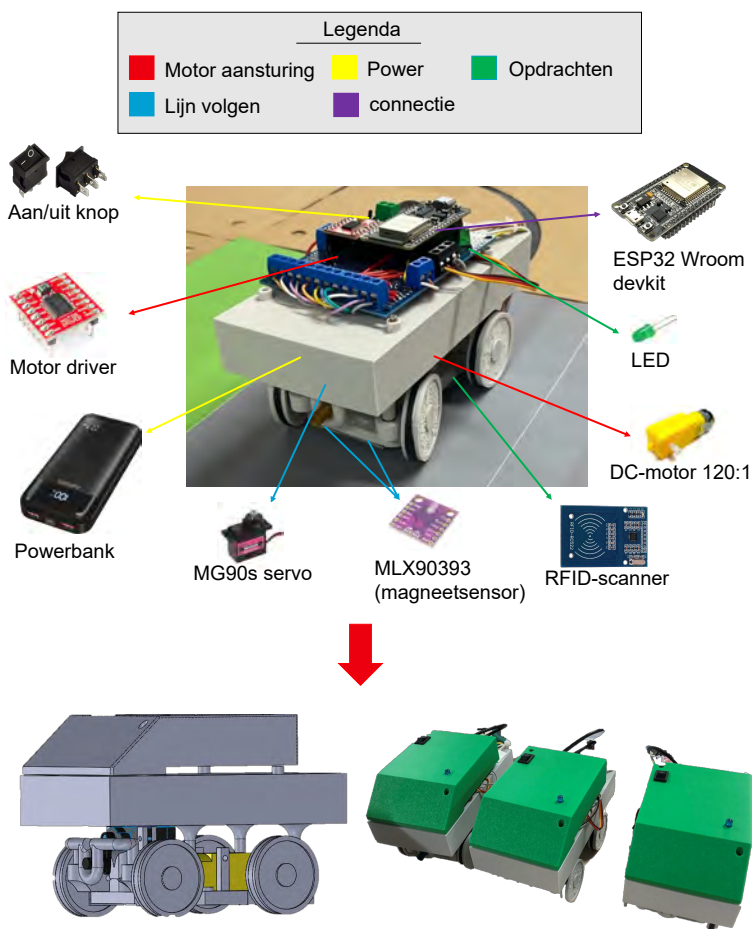 Legenda
Motor aansturing
Power
Opdrachten
Lijn volgen
connectie
Aan/uit knop
ESP32 Wroom
devkit
Motor driver
LED
DC-motor 120:1
Powerbank
MG90s servo
MLX90393
(magneetsensor)
RFID-scanner